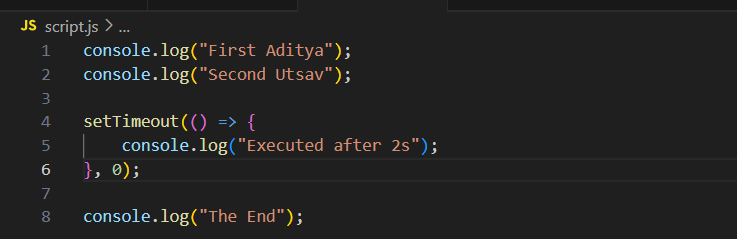 JS script.js > ...
1 console.log("First Aditya");
2 console.log("Second Utsav");
3
4 setTimeout(() => {
5     console.log("Executed after 2s");
6 }, 0);
7
8 console.log("The End");